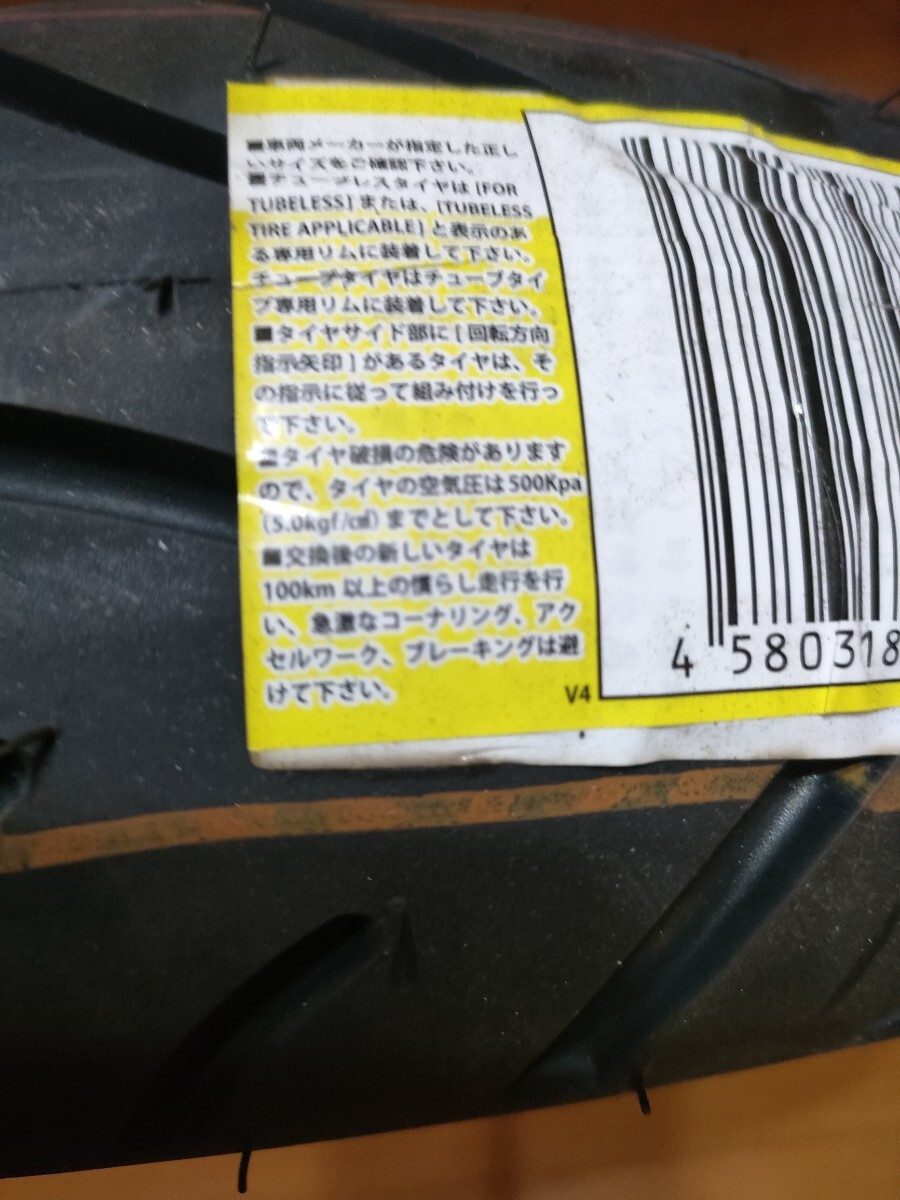 ■車両メーカーが指定した正し
いサイズをご確認下さい。
■チューブレスタイヤは [FOR
TUBELESS] または、[TUBELESS
TIRE APPLICABLE] と表示のあ
る専用リムに装着して下さい。
チューブタイヤはチューブタイ
プ専用リムに装着して下さい。
■タイヤサイド部に [ 回転方向
指示矢印 ] があるタイヤは、そ
の指示に従って組み付けを行っ
て下さい。
■タイヤ破損の危険があります
ので、タイヤの空気圧は 500Kpa
(5.0kgf/㎠) までとして下さい。
■交換後の新しいタイヤは
100km 以上の慣らし走行を行
い、急激なコーナリング、アク
セルワーク、ブレーキングは避
けて下さい。
V4
4 580318